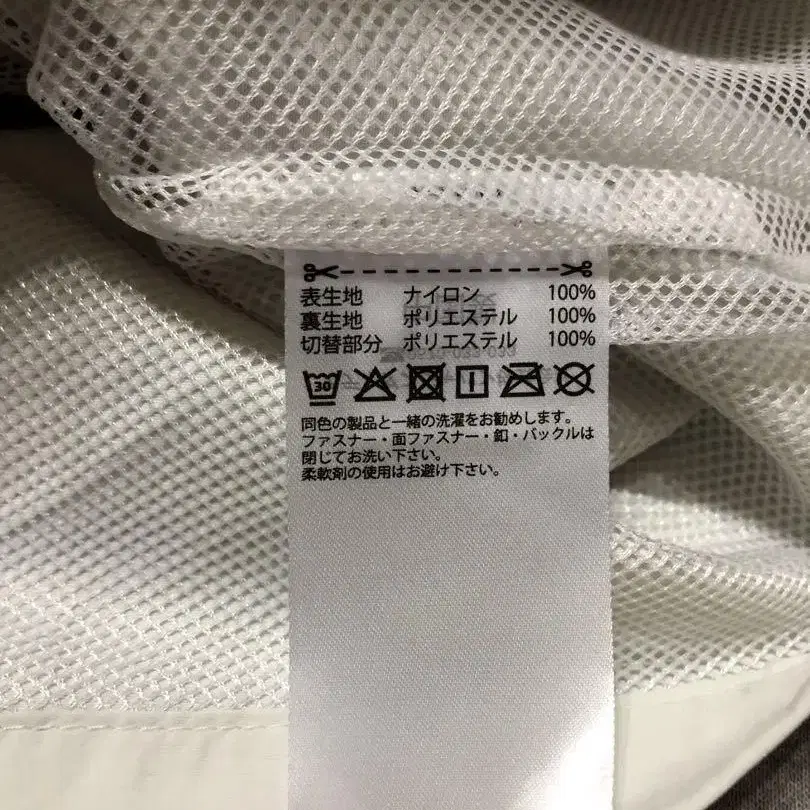 表生地 ナイロン 100%
裏生地 ポリエステル 100%
切替部分 ポリエステル 100%
30
同色の製品と一緒の洗濯をお勧めします。
ファスナー・面ファスナー・釦・バックルは
閉じてお洗い下さい。
柔軟剤の使用はお避け下さい。